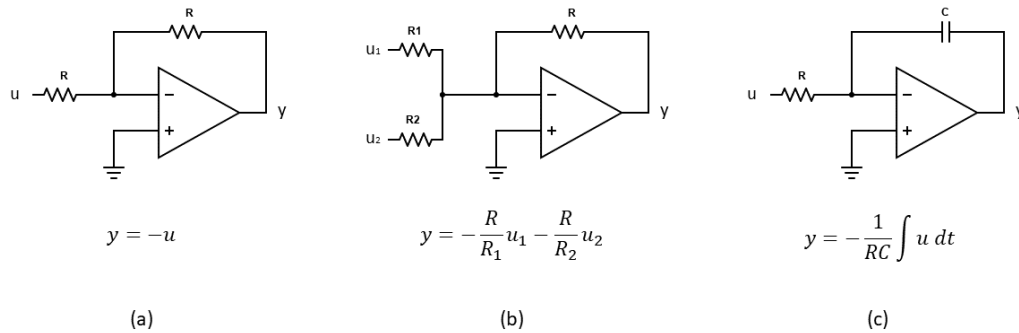 R
R
u
−
+
y
y = −u
(a)
R1
R
u₁
R2
u₂
−
+
y
y = −R/R₁ u₁ − R/R₂ u₂
(b)
C
R
u
−
+
y
y = −1/RC ∫ u dt
(c)